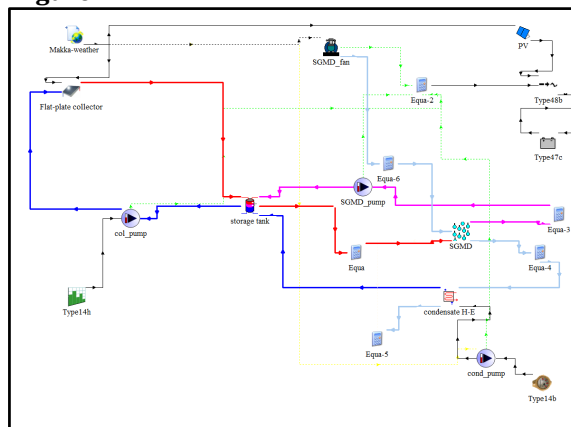 Makka-weather
SGMD_fan
PV
Equa-2
Type48b
Flat-plate collector
Type47c
Equa-6
SGMD_pump
storage tank
col_pump
Equa-3
SGMD
Equa
Equa-4
Type14h
condensate H-E
Equa-5
cond_pump
Type14b